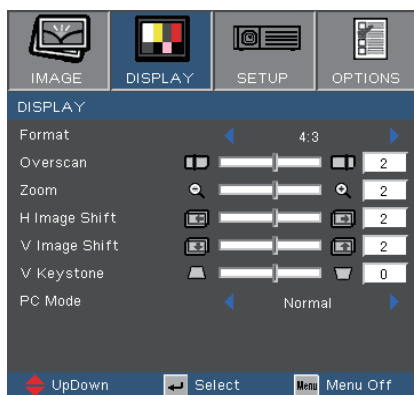 IMAGE DISPLAY SETUP OPTIONS
DISPLAY
Format 4:3
Overscan 2
Zoom 2
H Image Shift 2
V Image Shift 2
V Keystone 0
PC Mode Normal
UpDown Select Menu Menu Off